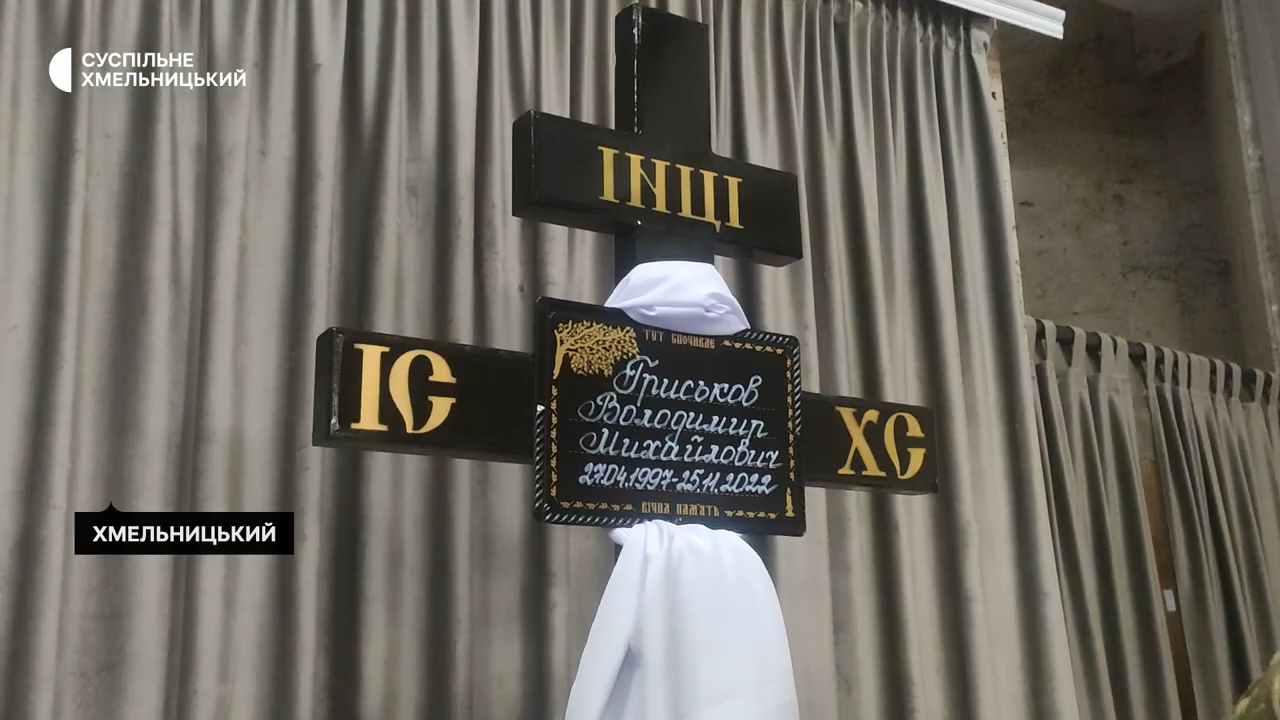 СУСПІЛЬНЕ
ХМЕЛЬНИЦЬКИЙ
ІНЦІ
ІС
ХС
ТУТ СПОЧИВАЄ
Гриськов
Володимир
Михайлович
27.04.1997-25.11.2022
ВІЧНА ПАМ'ЯТЬ
ХМЕЛЬНИЦЬКИЙ